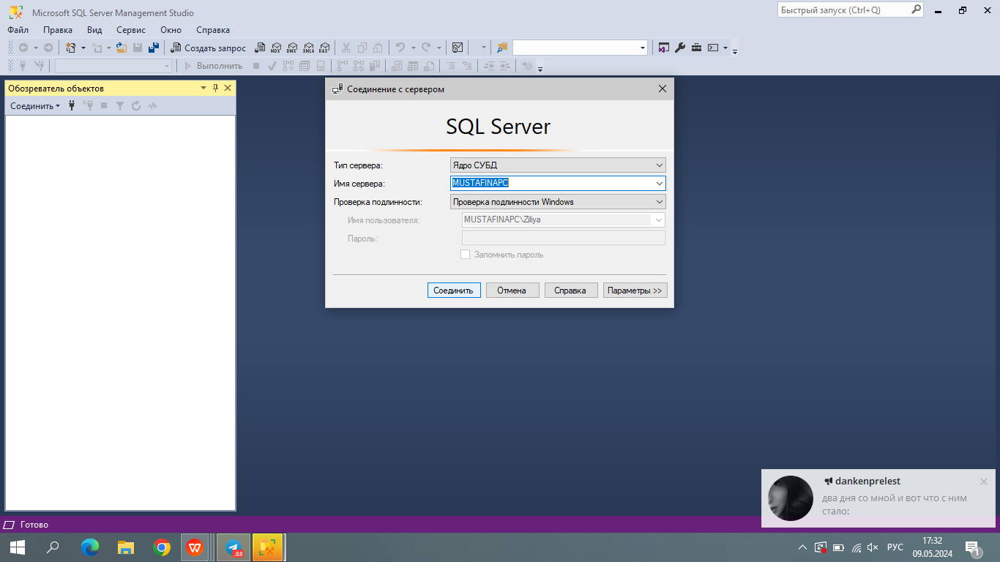 Microsoft SQL Server Management Studio
Быстрый запуск (Ctrl+Q)
Файл Правка Вид Сервис Окно Справка
Создать запрос MDX DMX XMLA DAX
Выполнить
Обозреватель объектов
Соединить
Соединение с сервером
SQL Server
Тип сервера: Ядро СУБД
Имя сервера: MUSTAFINAPC
Проверка подлинности: Проверка подлинности Windows
Имя пользователя: MUSTAFINAPC\Ziliya
Пароль:
Запомнить пароль
Соединить Отмена Справка Параметры >>
dankenprelest
два дня со мной и вот что с ним
стало:
Готово
W .88 РУС 17:32 1
09.05.2024